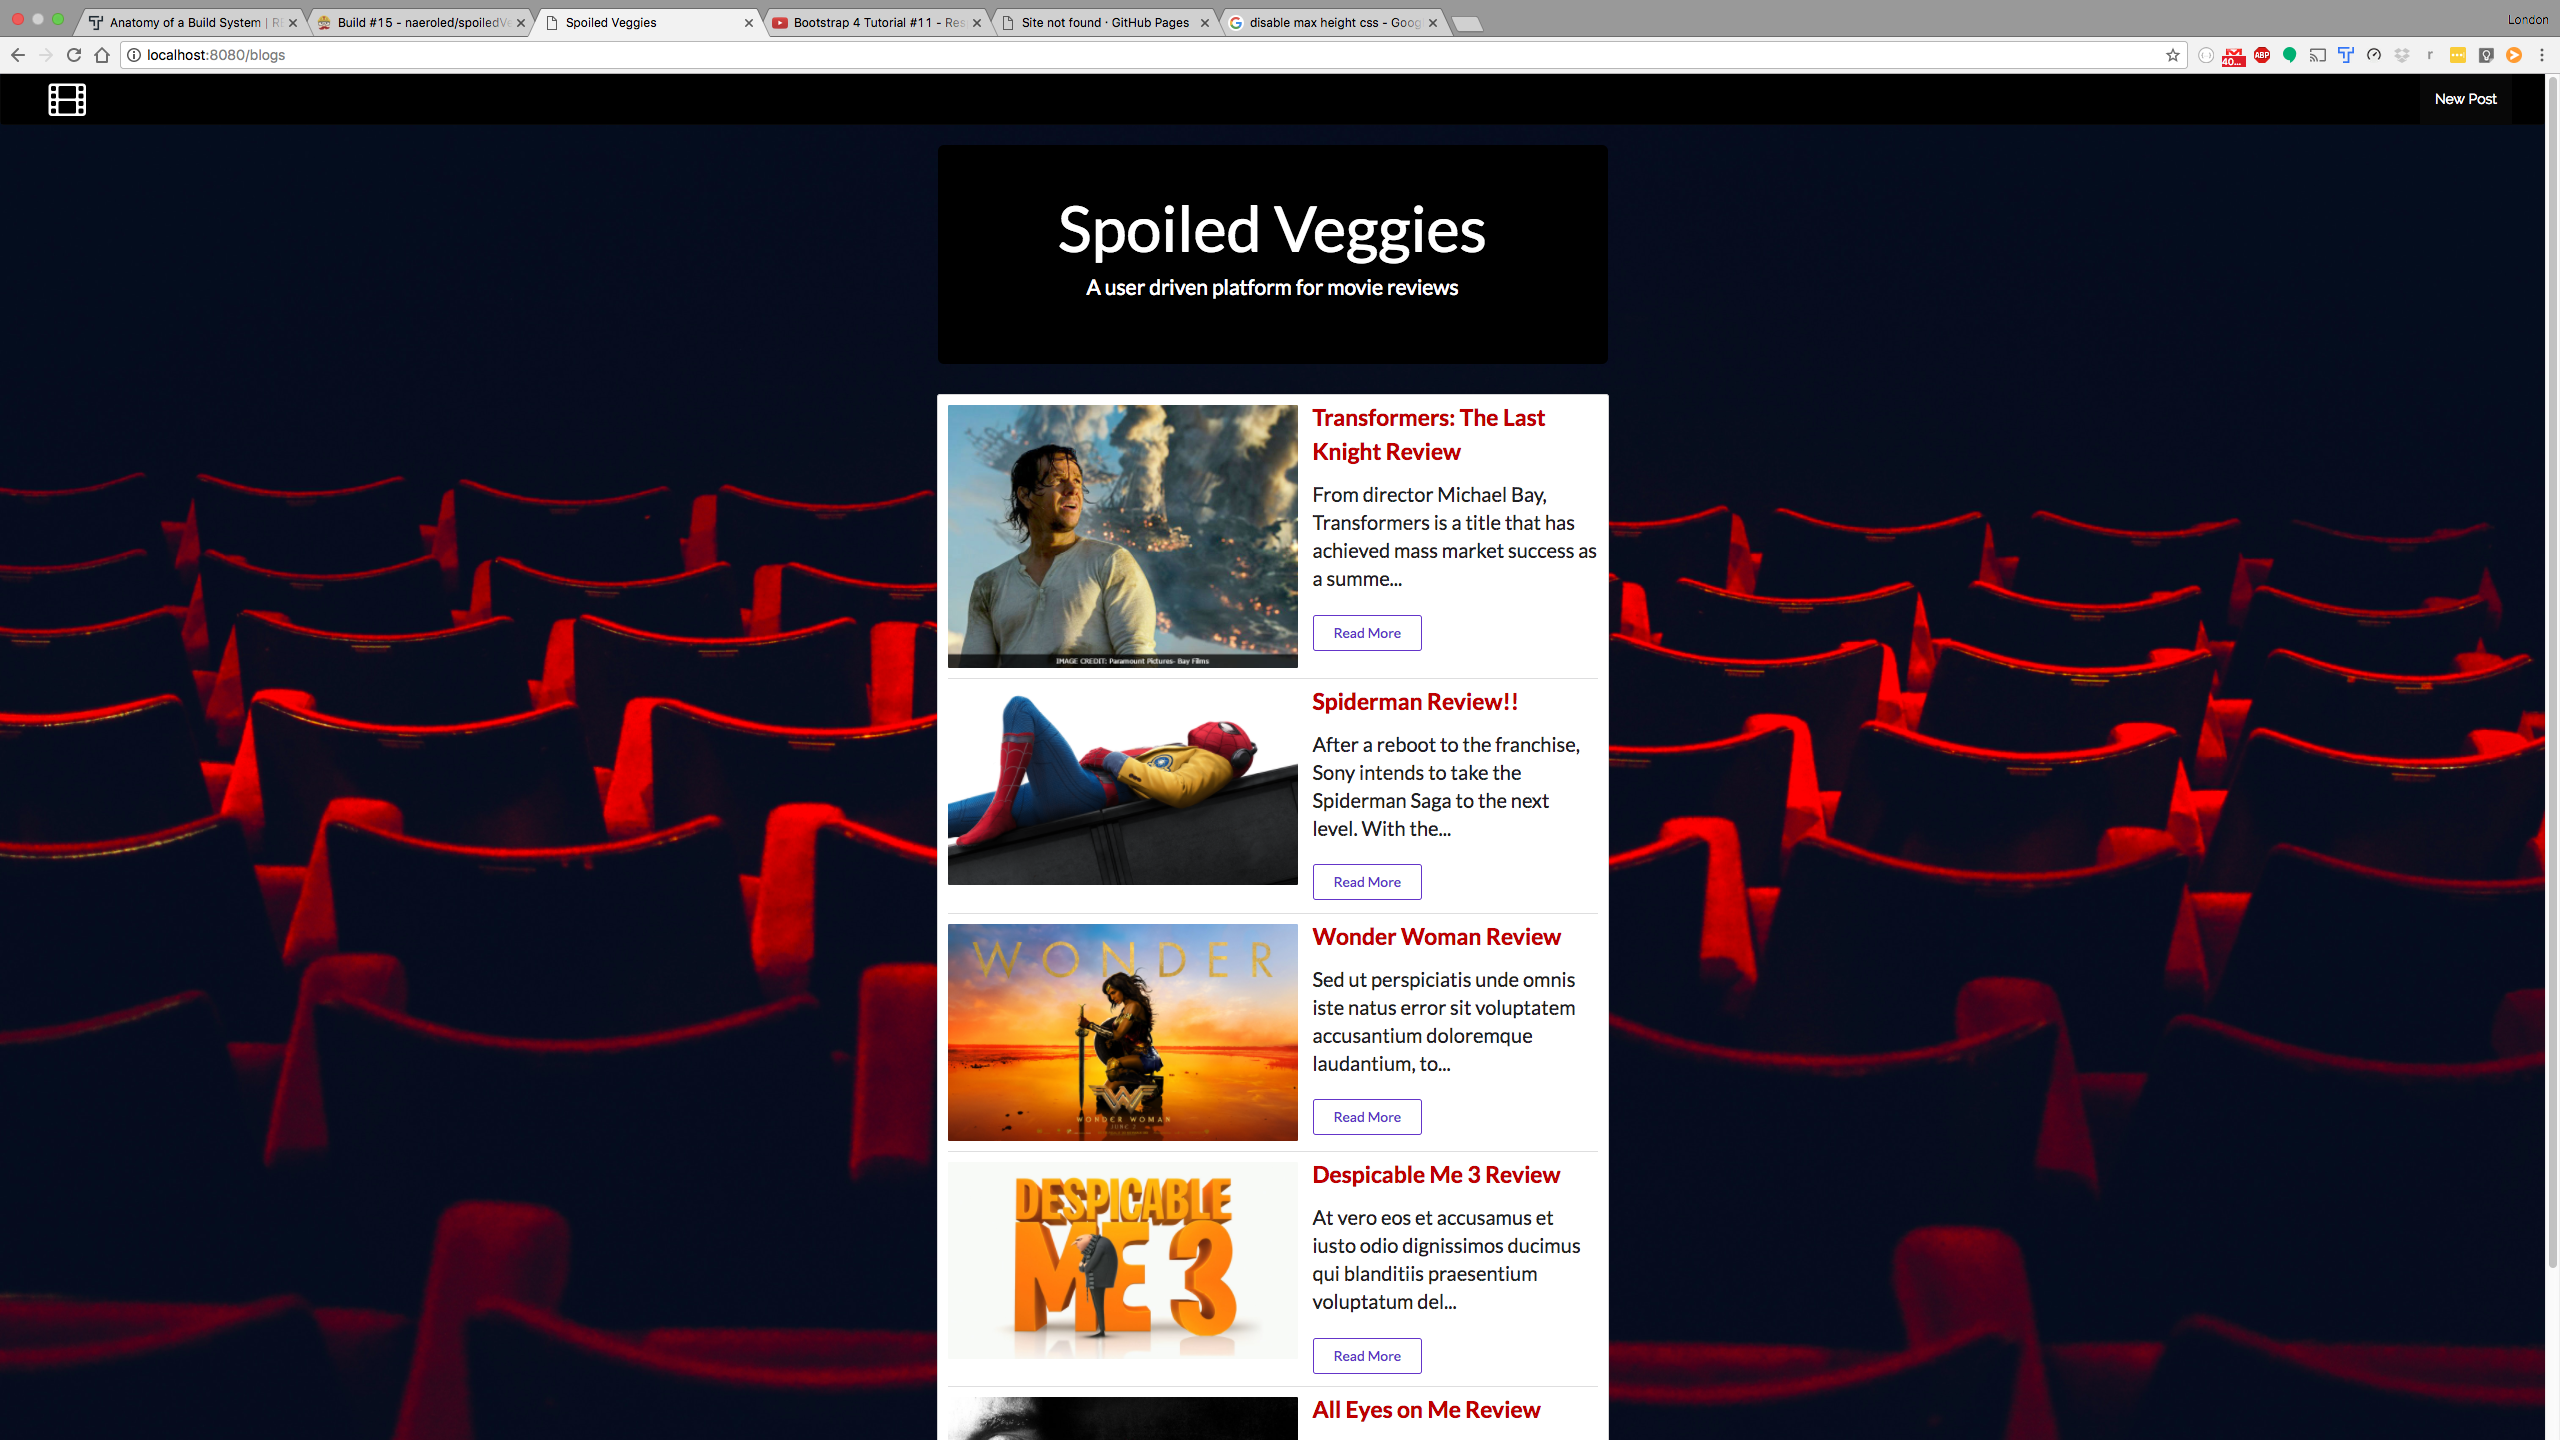 Anatomy of a Build System | RE
Build #15 - naeroled/spoiledVe
Spoiled Veggies
Bootstrap 4 Tutorial #11 - Res
Site not found · GitHub Pages
disable max height css - Goog
London
localhost:8080/blogs
40...
ABP
New Post
Spoiled Veggies
A user driven platform for movie reviews
Transformers: The Last
Knight Review
From director Michael Bay,
Transformers is a title that has
achieved mass market success as
a summe...
IMAGE CREDIT: Paramount Pictures- Bay Films
Read More
Spiderman Review!!
After a reboot to the franchise,
Sony intends to take the
Spiderman Saga to the next
level. With the...
Read More
WONDER
WONDER WOMAN
JUNE 2
Wonder Woman Review
Sed ut perspiciatis unde omnis
iste natus error sit voluptatem
accusantium doloremque
laudantium, to...
Read More
DESPICABLE
ME 3
Despicable Me 3 Review
At vero eos et accusamus et
iusto odio dignissimos ducimus
qui blanditiis praesentium
voluptatum del...
Read More
All Eyes on Me Review